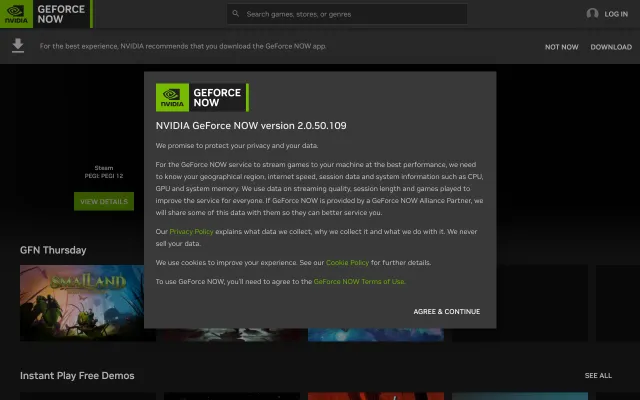 NVIDIA
GEFORCE
NOW
Search games, stores, or genres
LOG IN
For the best experience, NVIDIA recommends that you download the GeForce NOW app.
NOT NOW
DOWNLOAD
NVIDIA
GEFORCE
NOW
NVIDIA GeForce NOW version 2.0.50.109
We promise to protect your privacy and your data.
For the GeForce NOW service to stream games to your machine at the best performance, we need
to know your geographical region, internet speed, session data and system information such as CPU,
GPU and system memory. We use data on streaming quality, session length and games played to
improve the service for everyone. If GeForce NOW is provided by a GeForce NOW Alliance Partner, we
will share some of this data with them so they can better service you.
Our Privacy Policy explains what data we collect, why we collect it and what we do with it. We never
sell your data.
We use cookies to improve your experience. See our Cookie Policy for further details.
To use GeForce NOW, you'll need to agree to the GeForce NOW Terms of Use.
AGREE & CONTINUE
Steam
PEGI: PEGI 12
VIEW DETAILS
GFN Thursday
SMALLAND
Instant Play Free Demos
SEE ALL